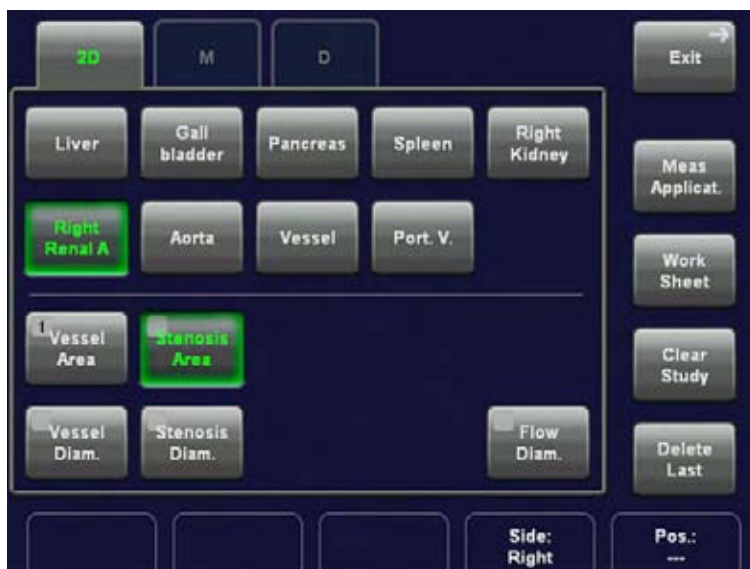 2D
M
D
Exit
Liver
Gall
bladder
Pancreas
Spleen
Right
Kidney
Meas
Applicat.
Right
Renal A
Aorta
Vessel
Port. V.
Work
Sheet
1
Vessel
Area
Stenosis
Area
Clear
Study
Vessel
Diam.
Stenosis
Diam.
Flow
Diam.
Delete
Last
Side:
Right
Pos.:
---